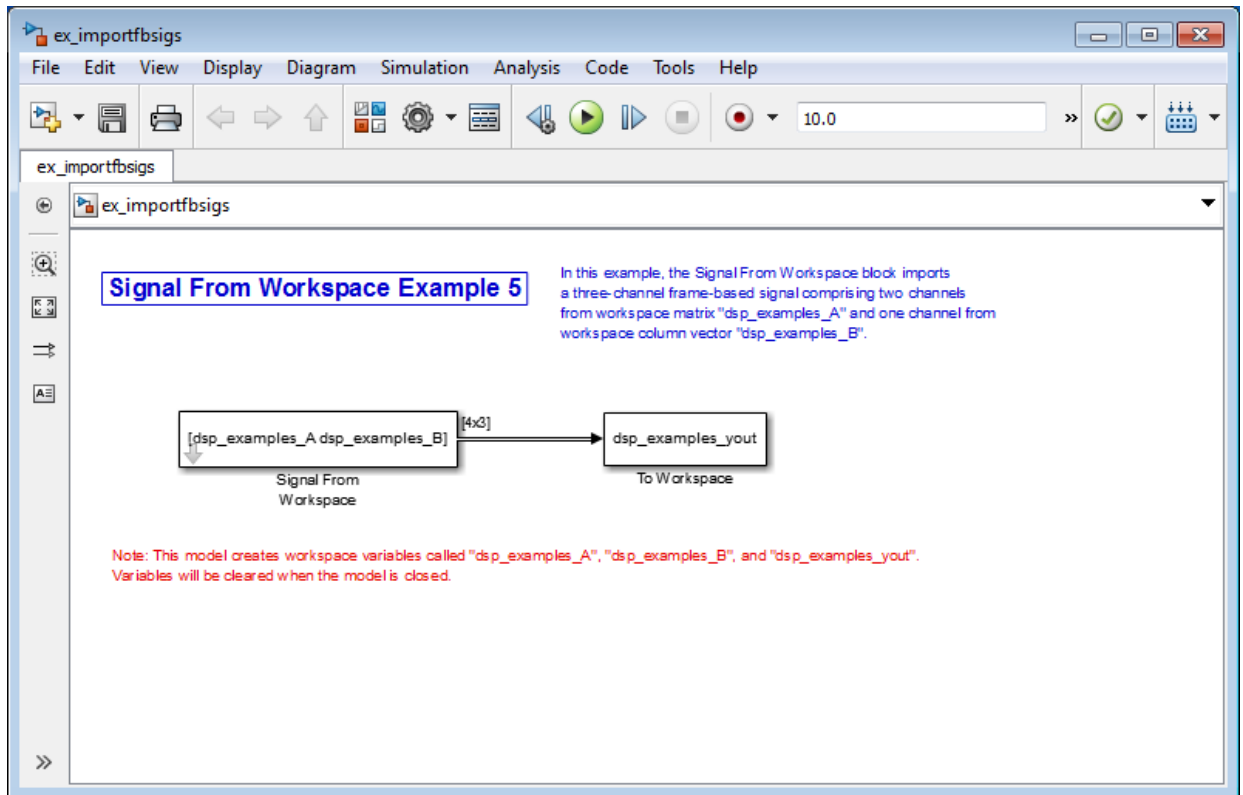 ex_importfbsigs
File Edit View Display Diagram Simulation Analysis Code Tools Help
10.0
ex_importfbsigs
ex_importfbsigs
Signal From Workspace Example 5
In this example, the Signal From Workspace block imports
a three-channel frame-based signal comprising two channels
from workspace matrix "dsp_examples_A" and one channel from
workspace column vector "dsp_examples_B".
[dsp_examples_A dsp_examples_B]
[4x3]
dsp_examples_yout
Signal From
Workspace
To Workspace
Note: This model creates workspace variables called "dsp_examples_A", "dsp_examples_B", and "dsp_examples_yout".
Variables will be cleared when the model is closed.